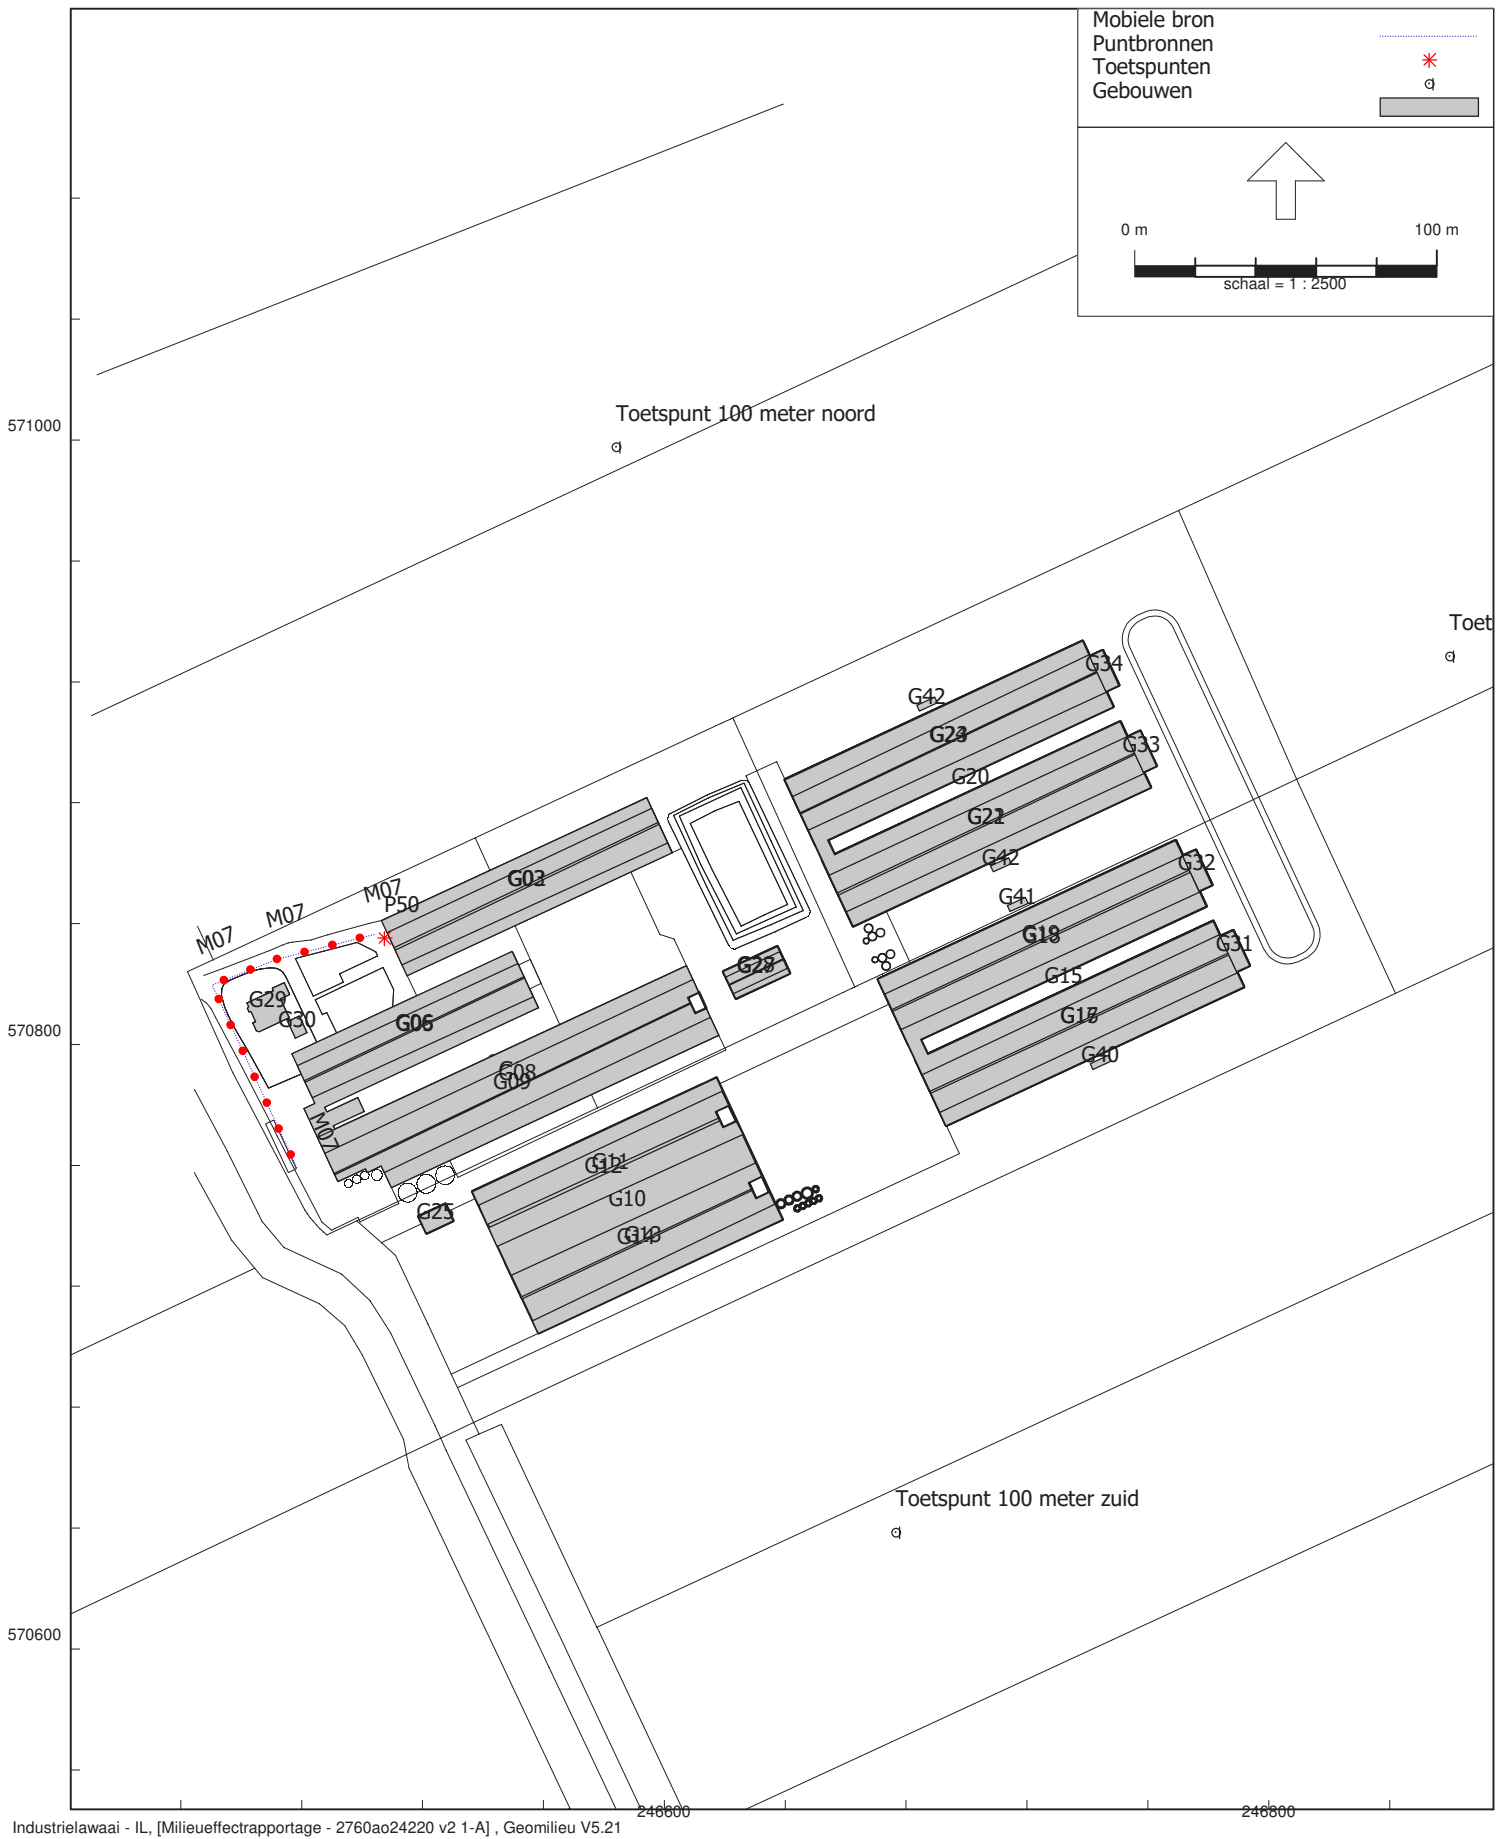 Mobiele bron
Puntbronnen
Toetspunten
Gebouwen
0 m 100 m
schaal = 1 : 2500
571000
Toetspunt 100 meter noord
Toet
G34
G42
G20
G33
G42
G32
G41
M07
P50
M07
M07
G31
G15
G29
G30
570800
G40
G08
G09
M07
G10
G25
Toetspunt 100 meter zuid
570600
246600 246800
Industrielawaai - IL, [Milieueffectrapportage - 2760ao24220 v2 1-A] , Geomilieu V5.21